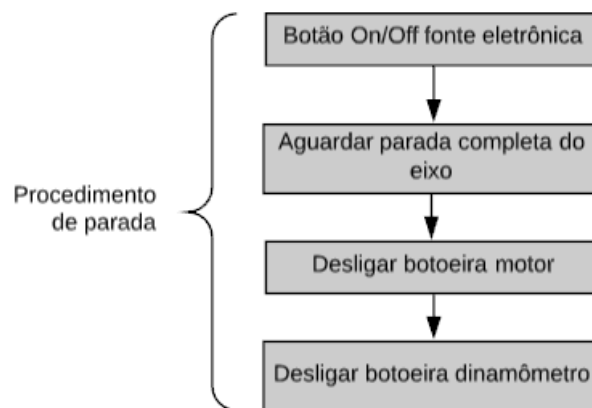 Botão On/Off fonte eletrônica
Aguardar parada completa do
eixo
Procedimento
de parada
Desligar botoeira motor
Desligar botoeira dinamômetro